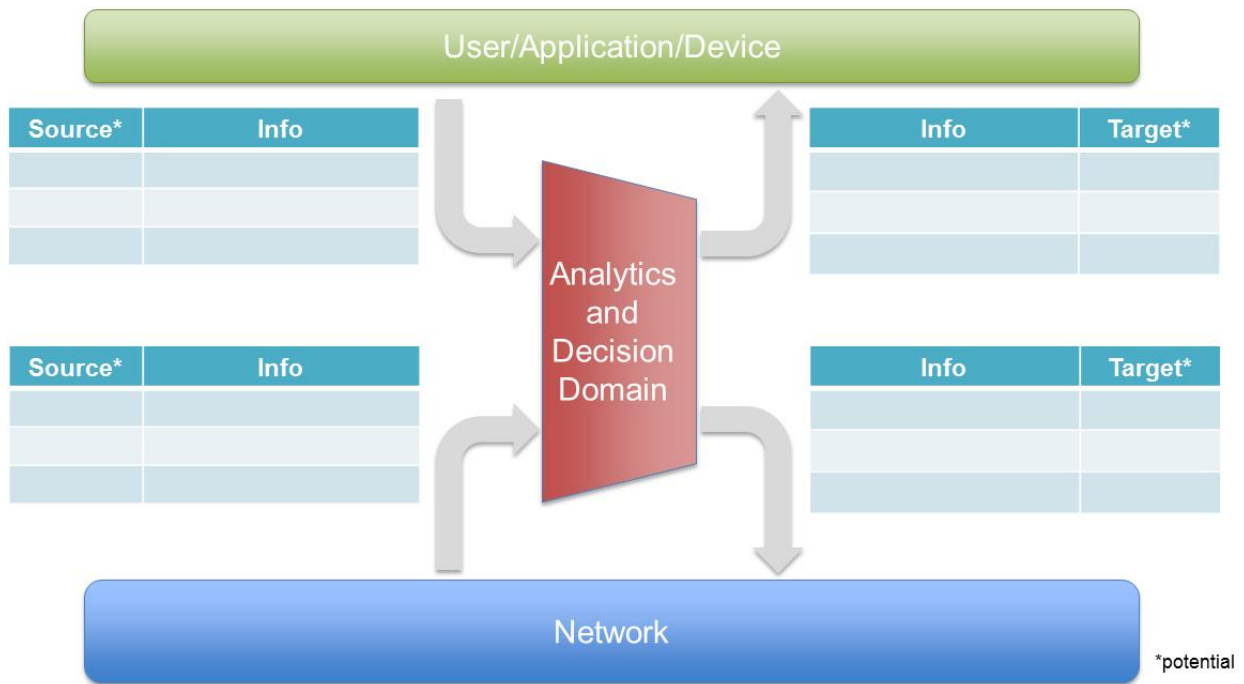 User/Application/Device
Source* Info
Info Target*
Analytics
and
Decision
Domain
Source* Info
Info Target*
Network
*potential